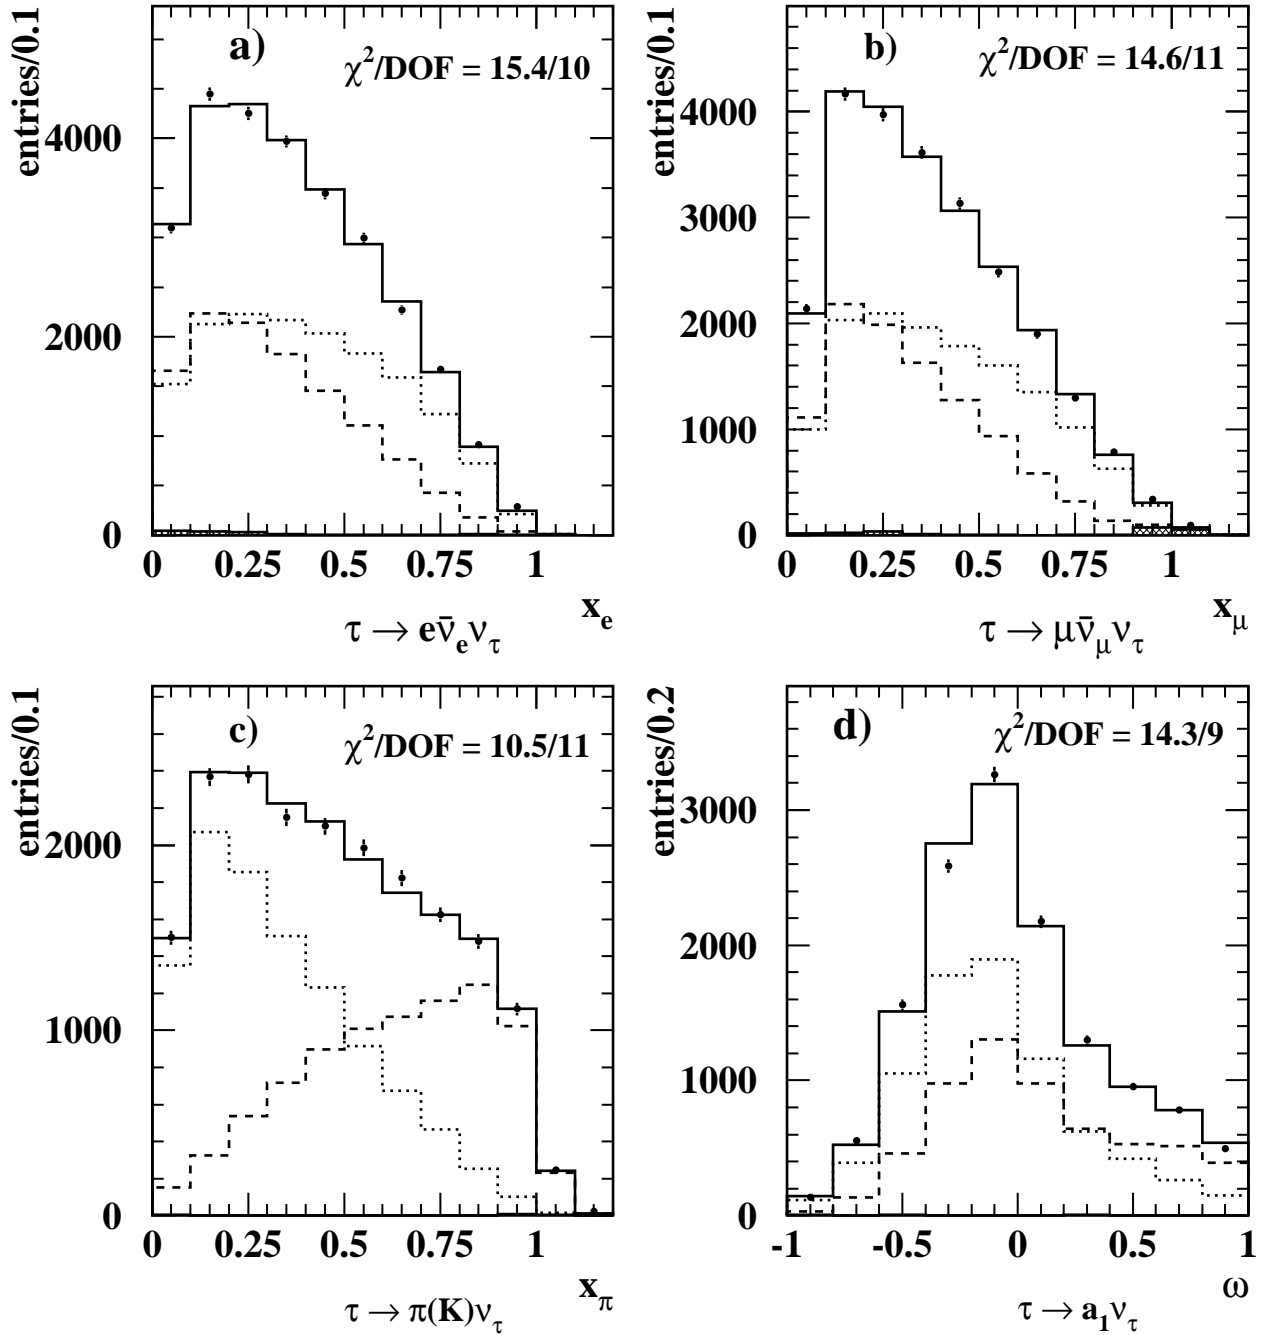 a)
χ²/DOF = 15.4/10
entries/0.1
4000
2000
0
0 0.25 0.5 0.75 1
xₑ
τ → eν̄ₑν_τ
b)
χ²/DOF = 14.6/11
entries/0.1
4000
3000
2000
1000
0
0 0.25 0.5 0.75 1
x_μ
τ → μν̄_μν_τ
c)
χ²/DOF = 10.5/11
entries/0.1
2000
1000
0
0 0.25 0.5 0.75 1
x_π
τ → π(K)ν_τ
d)
χ²/DOF = 14.3/9
entries/0.2
3000
2000
1000
0
-1 -0.5 0 0.5 1
ω
τ → a₁ν_τ